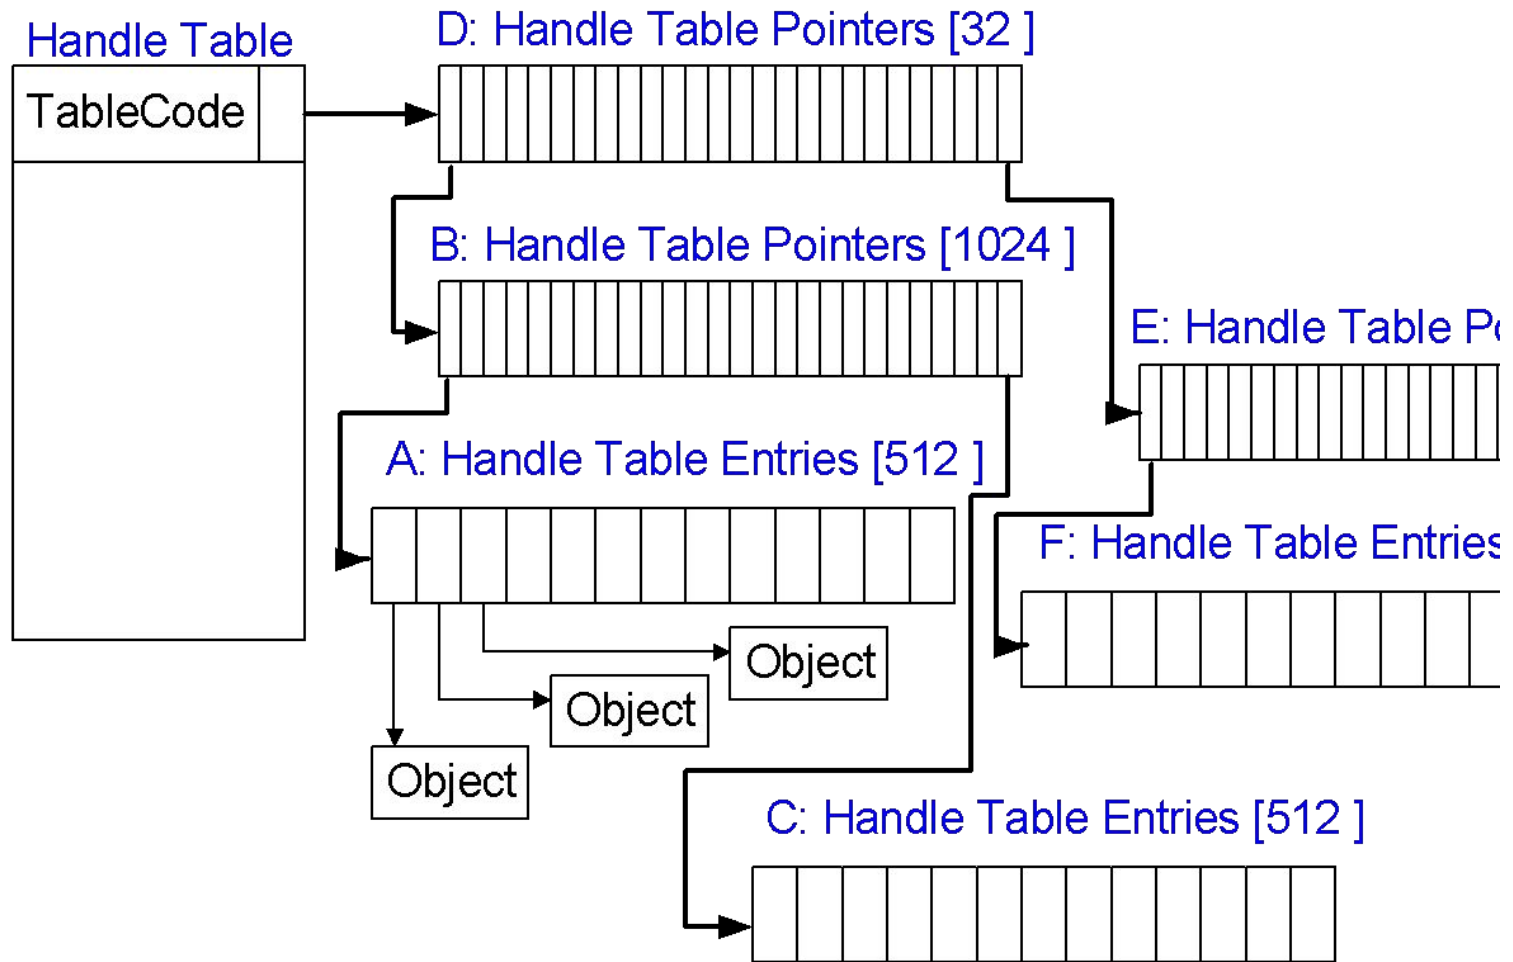 Handle Table
D: Handle Table Pointers [32 ]
TableCode
B: Handle Table Pointers [1024 ]
E: Handle Table
A: Handle Table Entries [512 ]
F: Handle Table Entries
Object
Object
Object
C: Handle Table Entries [512 ]